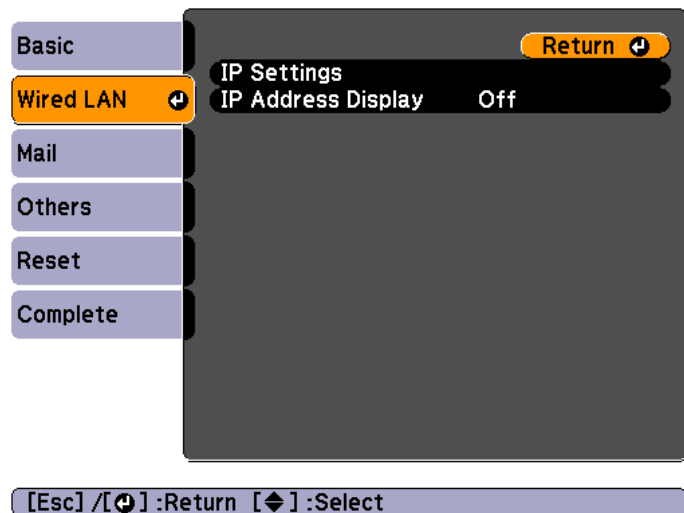 Basic
Wired LAN
Mail
Others
Reset
Complete
Return
IP Settings
IP Address Display Off
[Esc] /[ ] :Return [ ] :Select